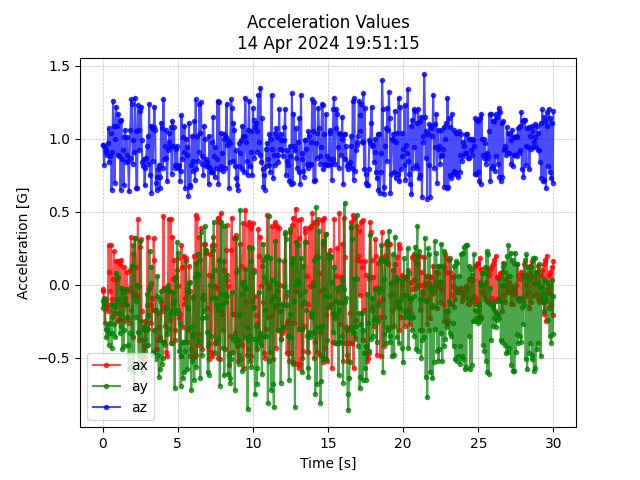 Acceleration Values
14 Apr 2024 19:51:15
Acceleration [G]
1.5
1.0
0.5
0.0
−0.5
ax
ay
az
0 5 10 15 20 25 30
Time [s]